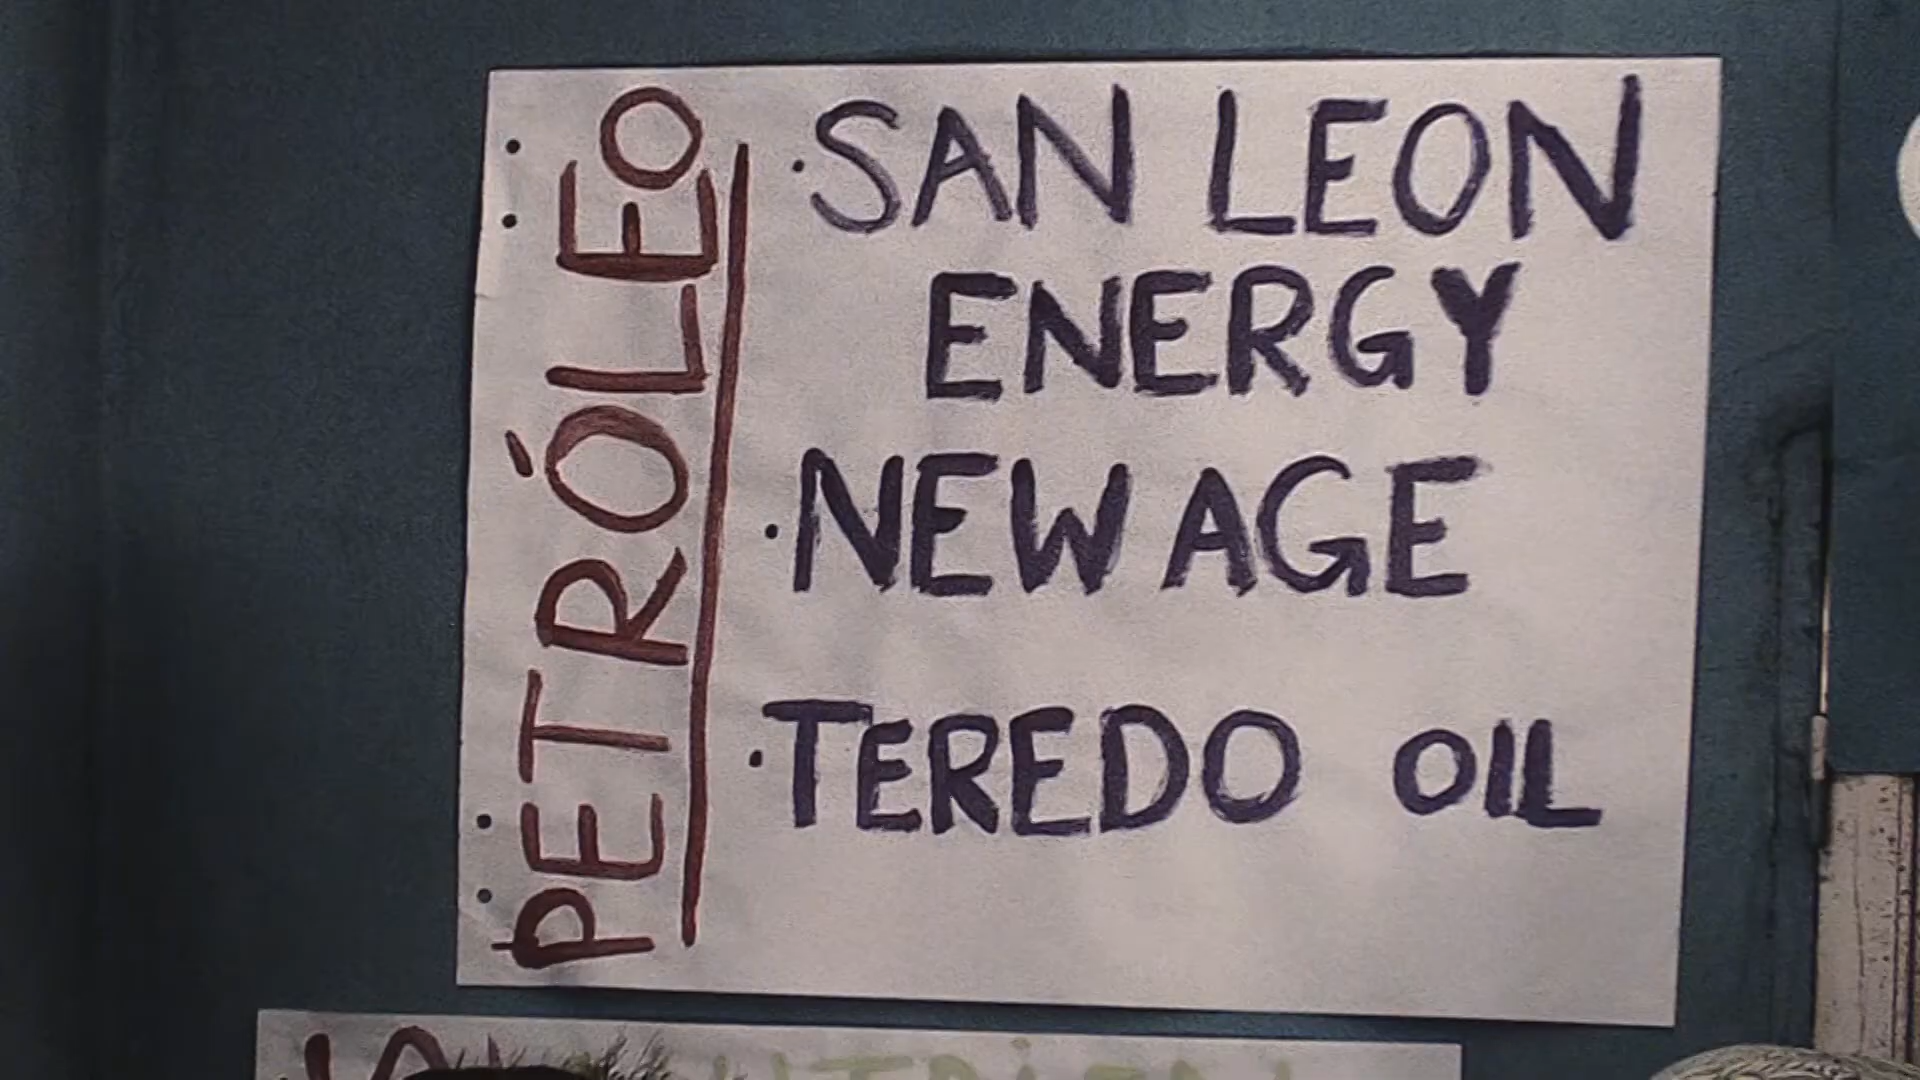 PETRÓLEO
· SAN LEON
ENERGY
· NEW AGE
· TEREDO OIL